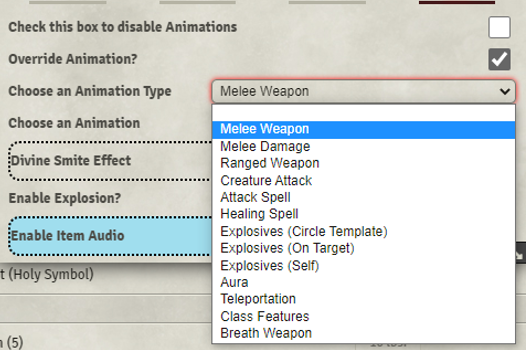 Check this box to disable Animations
Override Animation?
Choose an Animation Type
Melee Weapon
Choose an Animation
Melee Weapon
Melee Damage
Divine Smite Effect
Ranged Weapon
Creature Attack
Attack Spell
Enable Explosion?
Healing Spell
Explosives (Circle Template)
Enable Item Audio
Explosives (On Target)
Explosives (Self)
t (Holy Symbol)
Aura
Teleportation
Class Features
Breath Weapon
(5)